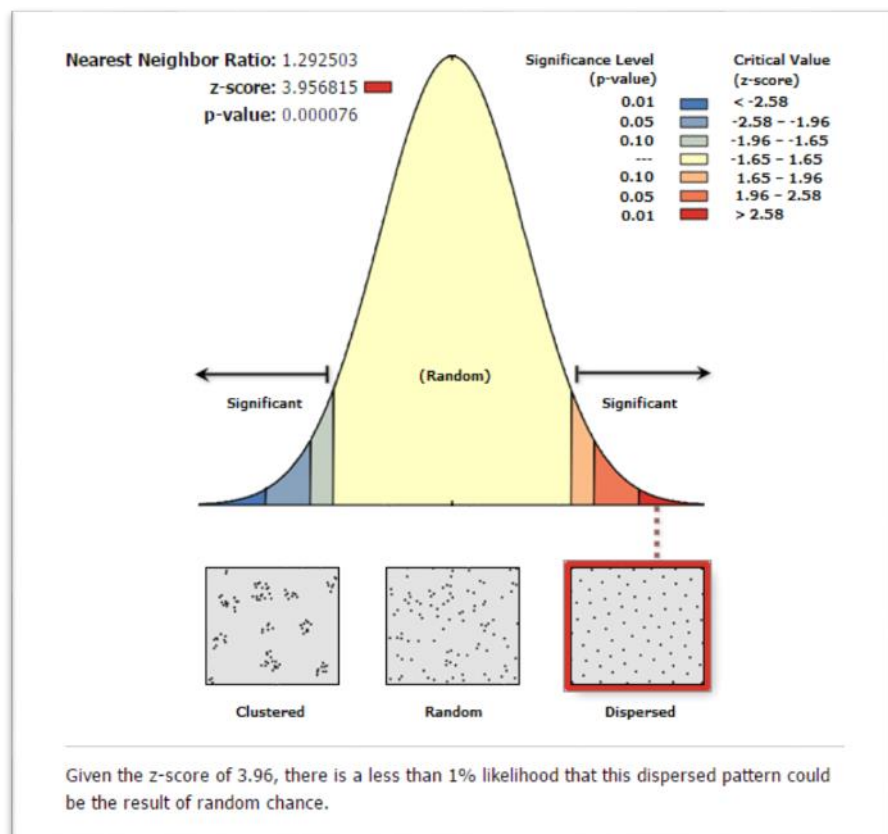 Nearest Neighbor Ratio: 1.292503
z-score: 3.956815
p-value: 0.000076
Significance Level
(p-value)
Critical Value
(z-score)
0.01 < -2.58
0.05 -2.58 – -1.96
0.10 -1.96 – -1.65
--- -1.65 – 1.65
0.10 1.65 – 1.96
0.05 1.96 – 2.58
0.01 > 2.58
(Random)
Significant
Significant
Clustered
Random
Dispersed
Given the z-score of 3.96, there is a less than 1% likelihood that this dispersed pattern could
be the result of random chance.